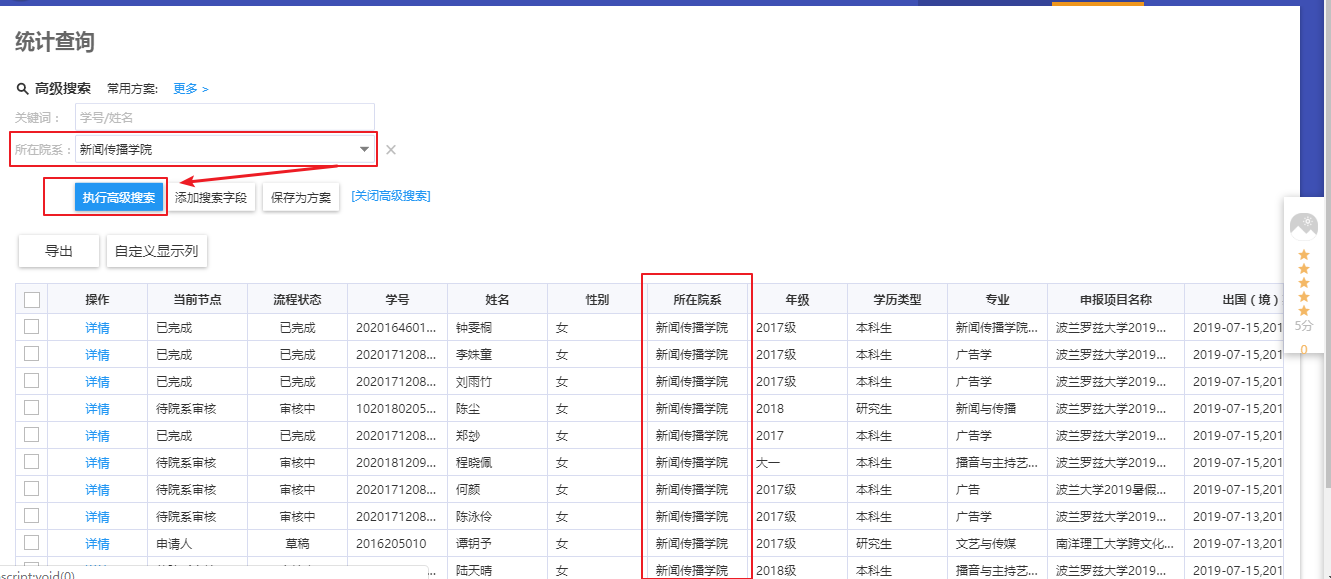 统计查询
高级搜索 常用方案: 更多 >
关键词： 学号/姓名
所在院系： 新闻传播学院
执行高级搜索 添加搜索字段 保存为方案 [关闭高级搜索]
导出 自定义显示列
操作 当前节点 流程状态 学号 姓名 性别 所在院系 年级 学历类型 专业 申报项目名称 出国（境）
详情 已完成 已完成 2020164601... 钟雯桐 女 新闻传播学院 2017级 本科生 新闻传播学院... 波兰罗兹大学2019... 2019-07-15,201
详情 已完成 已完成 2020171208... 李姝童 女 新闻传播学院 2017级 本科生 广告学 波兰罗兹大学2019... 2019-07-15,201
详情 已完成 已完成 2020171208... 刘雨竹 女 新闻传播学院 2017级 本科生 广告学 波兰罗兹大学2019... 2019-07-15,201
详情 待院系审核 审核中 1020180205... 陈尘 女 新闻传播学院 2018 研究生 新闻与传播 波兰罗兹大学2019... 2019-07-15,201
详情 已完成 已完成 2020171208... 郑 女 新闻传播学院 2017 本科生 广告学 波兰罗兹大学2019... 2019-07-15,201
详情 待院系审核 审核中 2020181209... 程晓佩 女 新闻传播学院 大一 本科生 播音与主持艺... 波兰罗兹大学2019... 2019-07-15,201
详情 待院系审核 审核中 2020171208... 何颜 女 新闻传播学院 2017级 本科生 广告 波兰大学2019暑假... 2019-07-15,201
详情 待院系审核 审核中 2020171208... 陈泳伶 女 新闻传播学院 2017级 本科生 广告学 波兰罗兹大学2019... 2019-07-13,201
详情 申请人 草稿 2016205010 谭钥予 女 新闻传播学院 2017级 研究生 文艺与传媒 南洋理工大学跨文化... 2019-07-13,201
陆天晴 女 新闻传播学院 2018级 本科生 播音与主持艺... 波兰罗兹大学2019... 2019-07-15,201
5分
0
script:void(0)